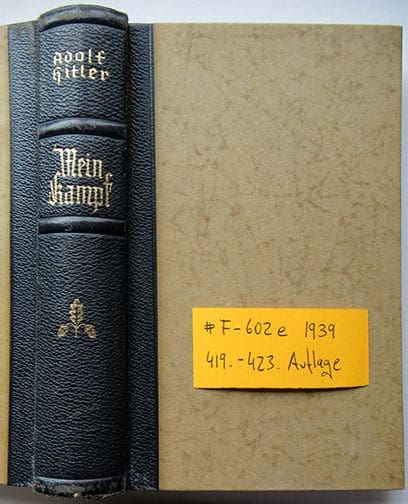 Adolf
Hitler
Mein
Kampf
# F-602e 1939
419.-423. Auflage